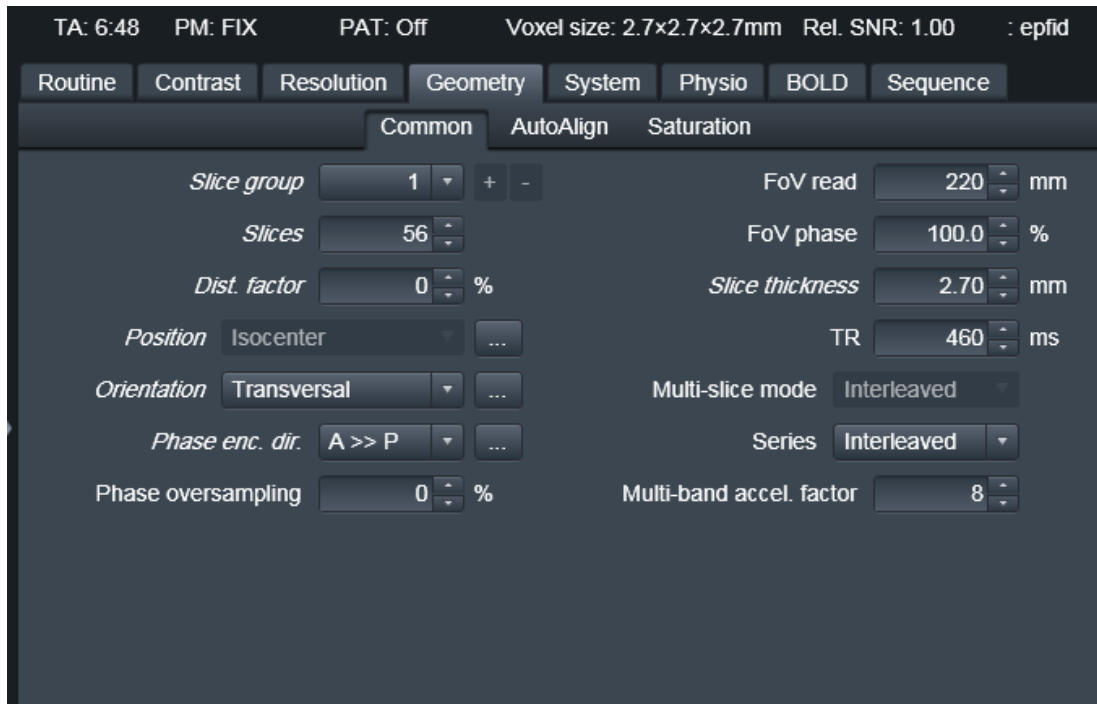 TA: 6:48 PM: FIX PAT: Off Voxel size: 2.7×2.7×2.7mm Rel. SNR: 1.00 : epfid
Routine Contrast Resolution Geometry System Physio BOLD Sequence
Common AutoAlign Saturation
Slice group 1 + - FoV read 220 mm
Slices 56 FoV phase 100.0 %
Dist. factor 0 % Slice thickness 2.70 mm
Position Isocenter ... TR 460 ms
Orientation Transversal ... Multi-slice mode Interleaved
Phase enc. dir. A >> P ... Series Interleaved
Phase oversampling 0 % Multi-band accel. factor 8